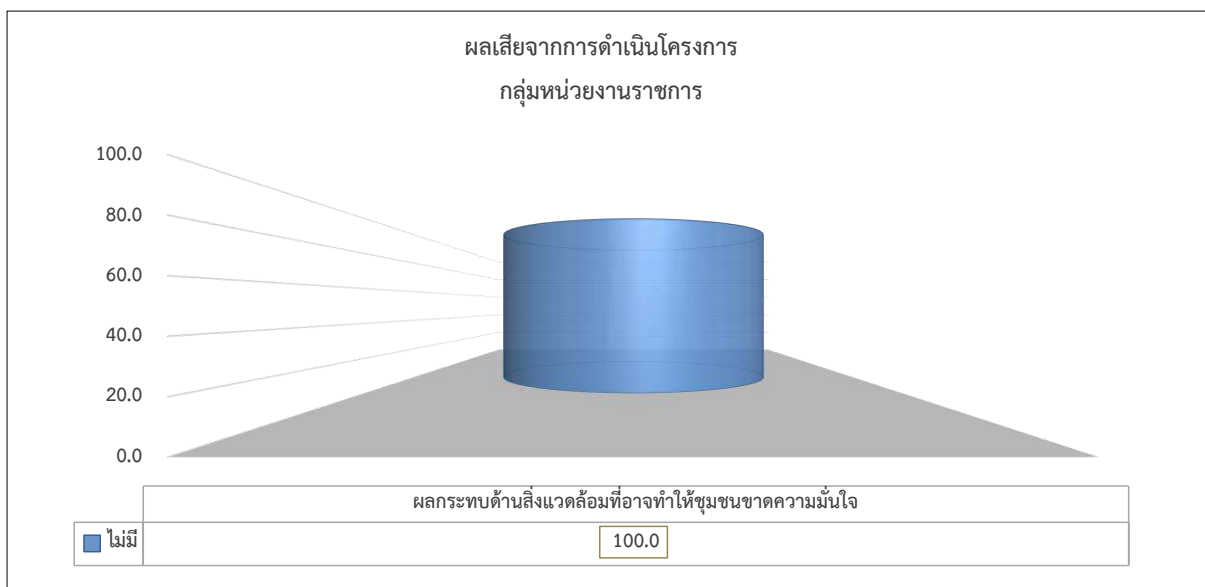 ผลเสียจากการดำเนินโครงการ
กลุ่มหน่วยงานราชการ
100.0
80.0
60.0
40.0
20.0
0.0
ผลกระทบด้านสิ่งแวดล้อมที่อาจทำให้ชุมชนขาดความมั่นใจ
ไม่มี 100.0